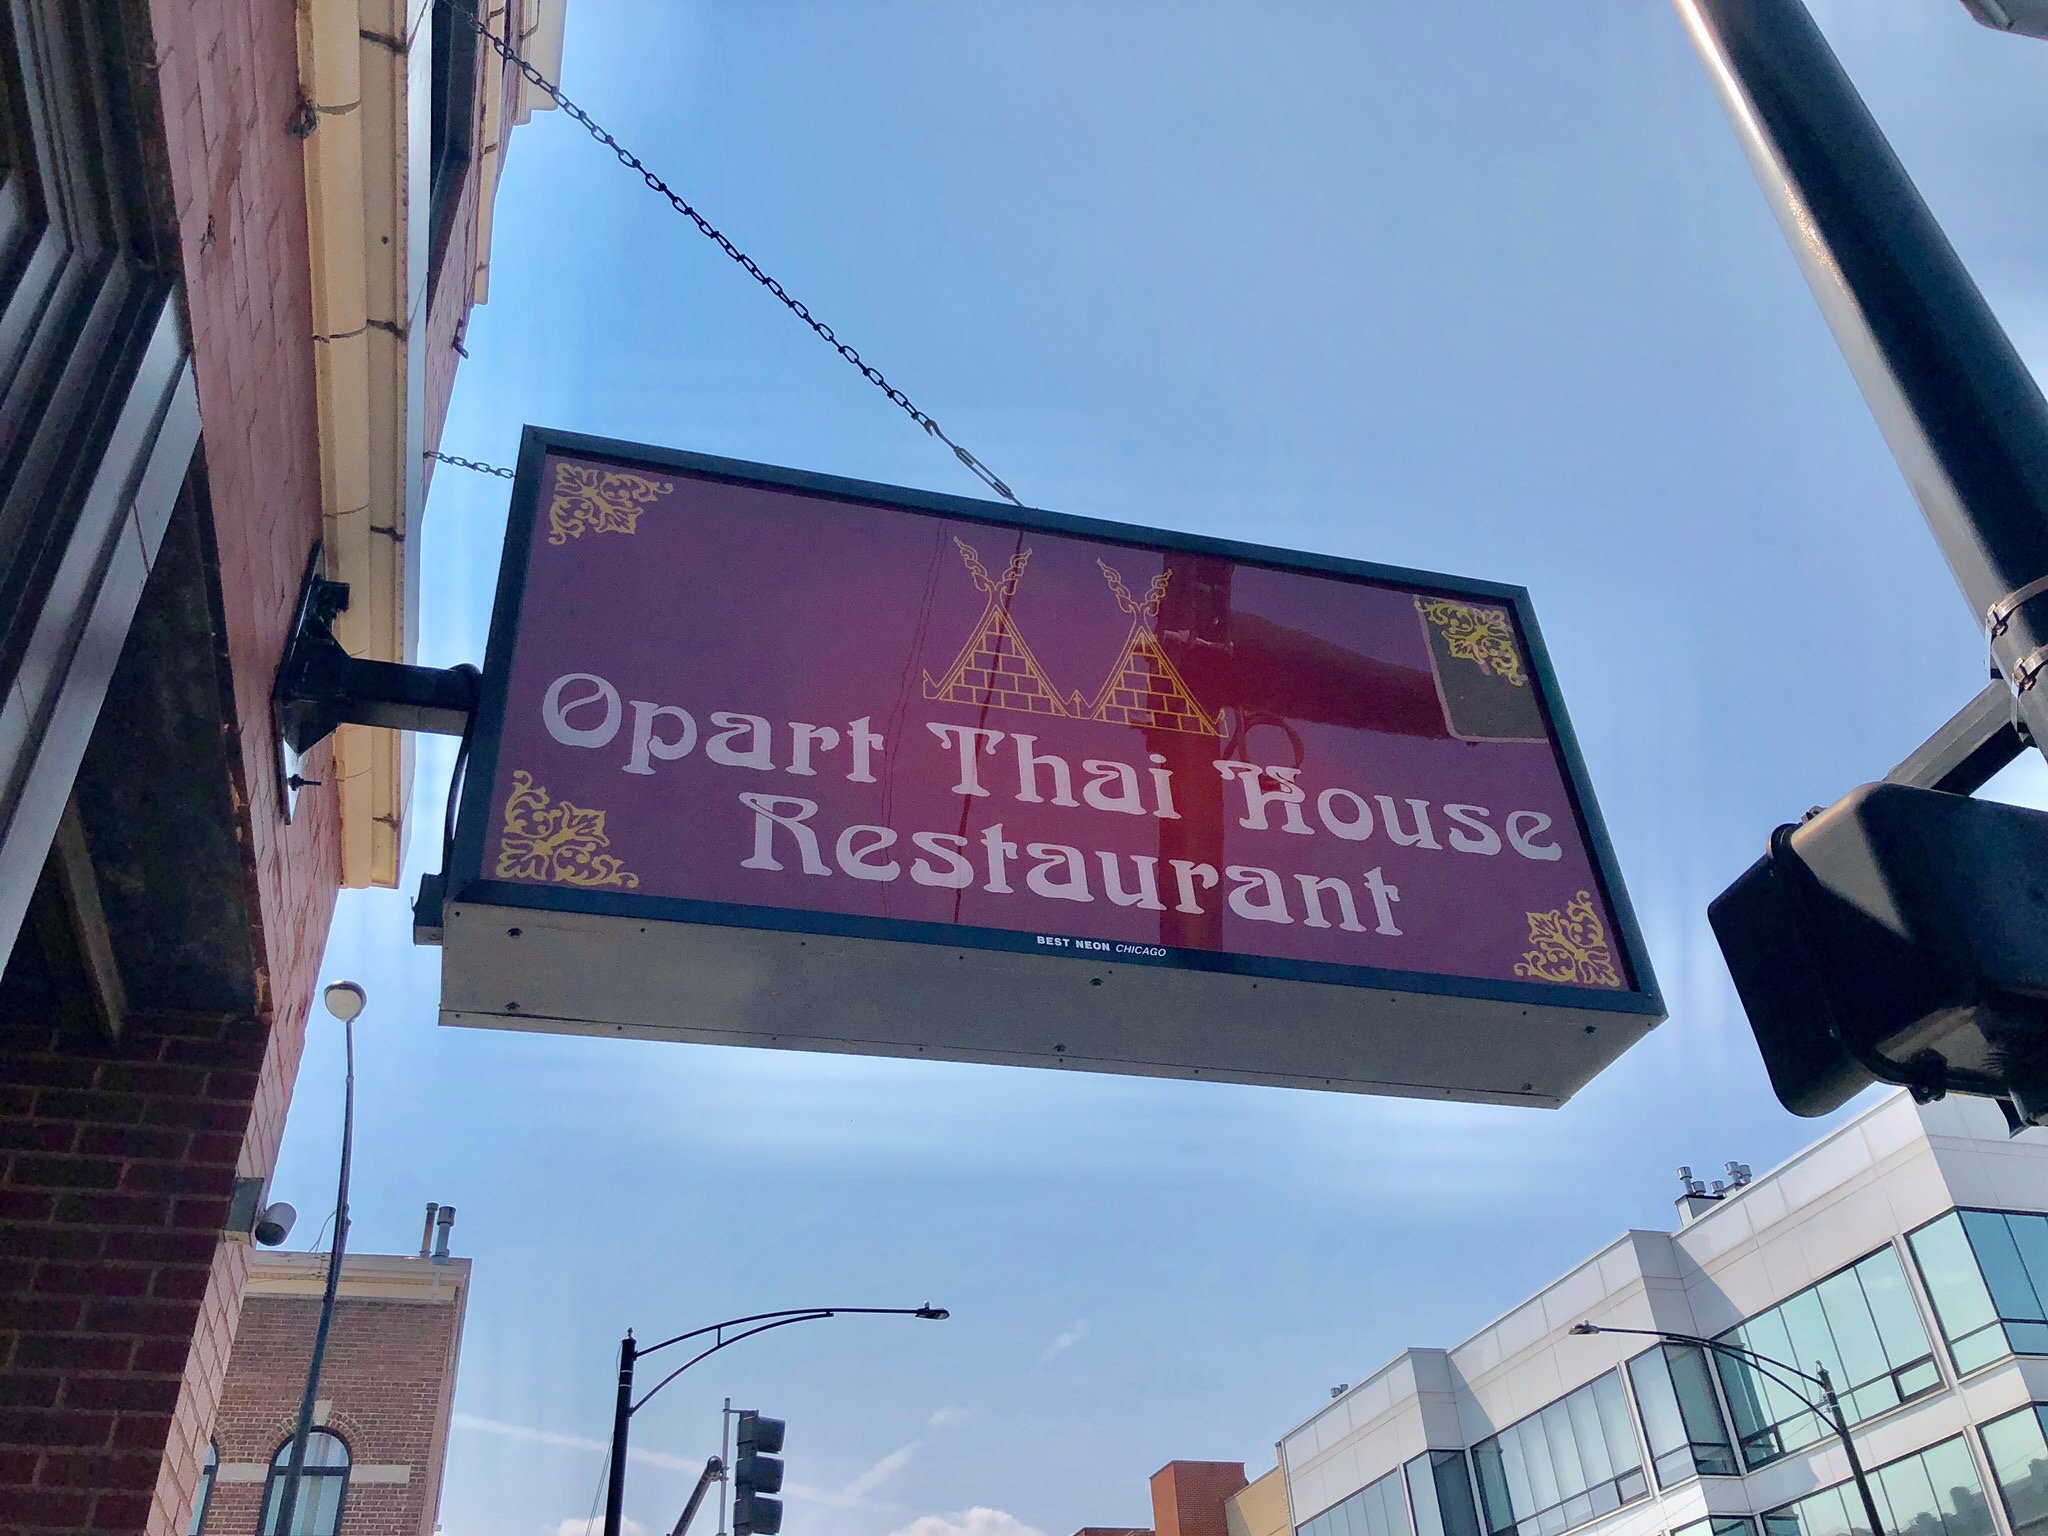 Opart Thai House
Restaurant
BEST NEON CHICAGO